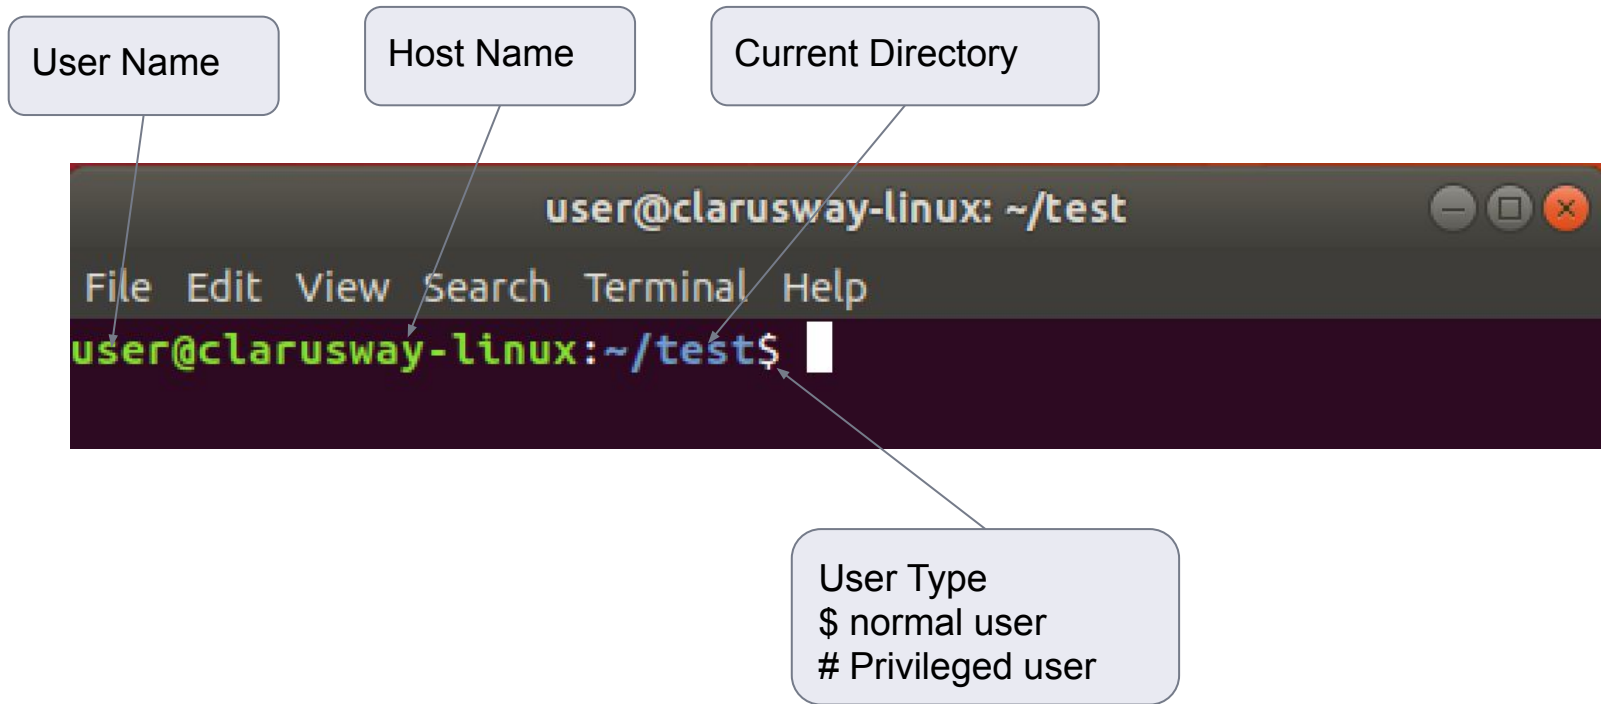 User Name
Host Name
Current Directory
user@clarusway-linux: ~/test
File Edit View Search Terminal Help
user@clarusway-linux:~/test$
User Type
$ normal user
# Privileged user